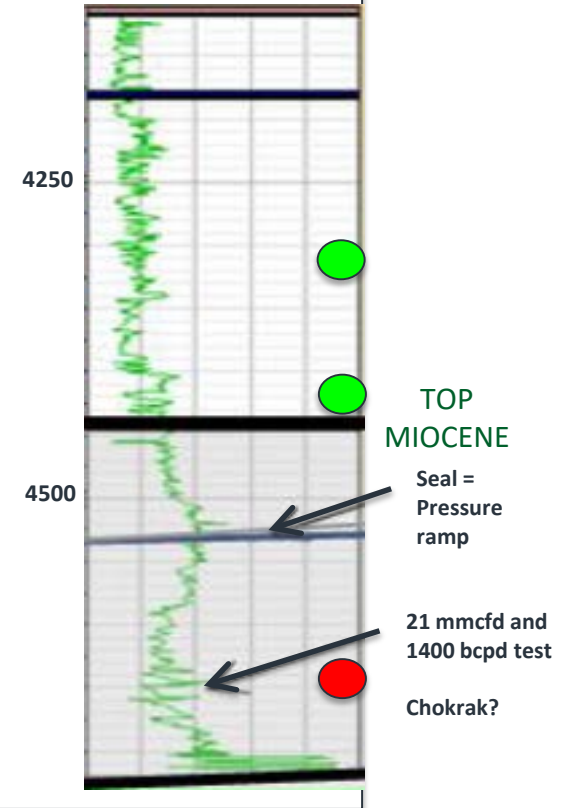 4250
TOP
MIOCENE
Seal =
Pressure
ramp
4500
21 mmcfd and
1400 bcpd test
Chokrak?